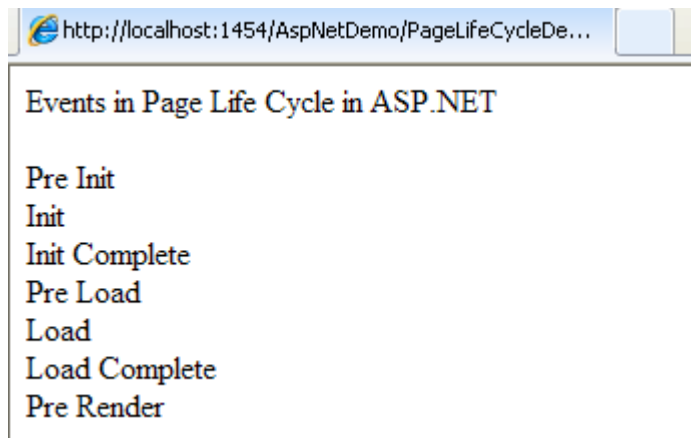 http://localhost:1454/AspNetDemo/PageLifeCycleDe...
Events in Page Life Cycle in ASP.NET
Pre Init
Init
Init Complete
Pre Load
Load
Load Complete
Pre Render